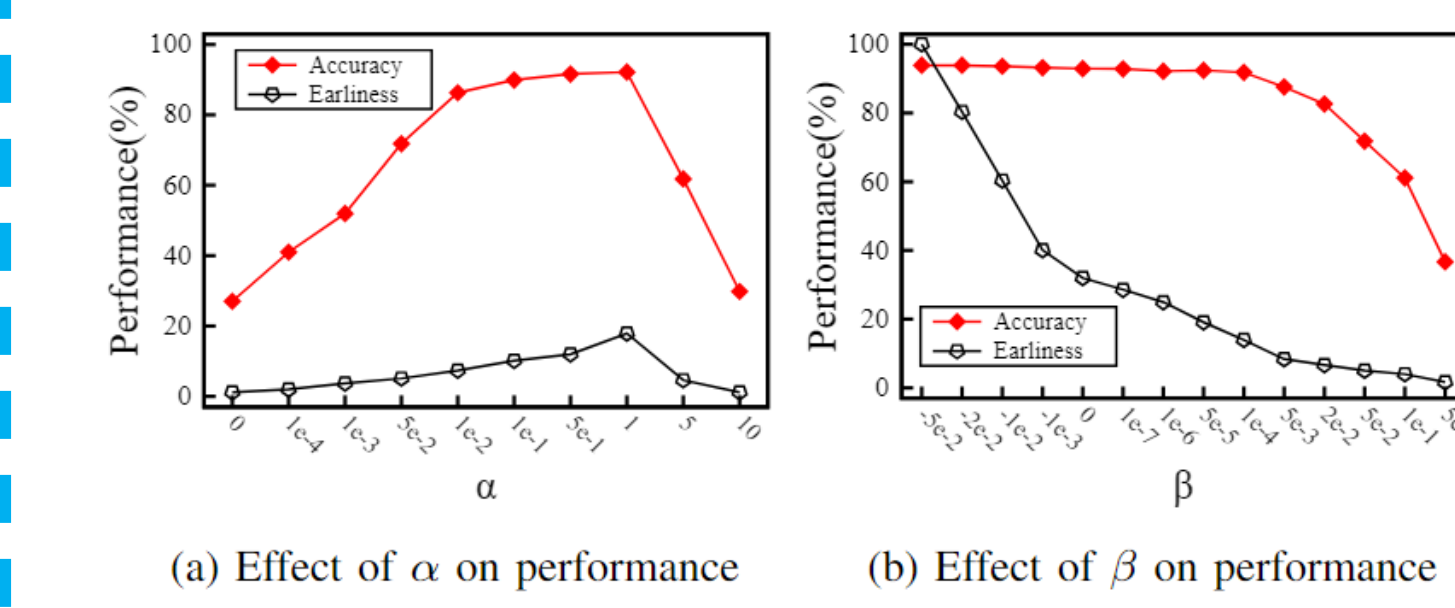 100
80
60
40
20
0
Performance(%)
Accuracy
Earliness
0 1e-4 1e-3 5e-2 1e-2 1e-1 5e-1 1 5 10
α
(a) Effect of α on performance
100
80
60
40
20
0
Performance(%)
Accuracy
Earliness
-5e-2 -2e-2 -1e-2 -1e-3 0 1e-7 1e-6 5e-5 1e-4 5e-3 2e-2 5e-2 1e-1
β
(b) Effect of β on performance